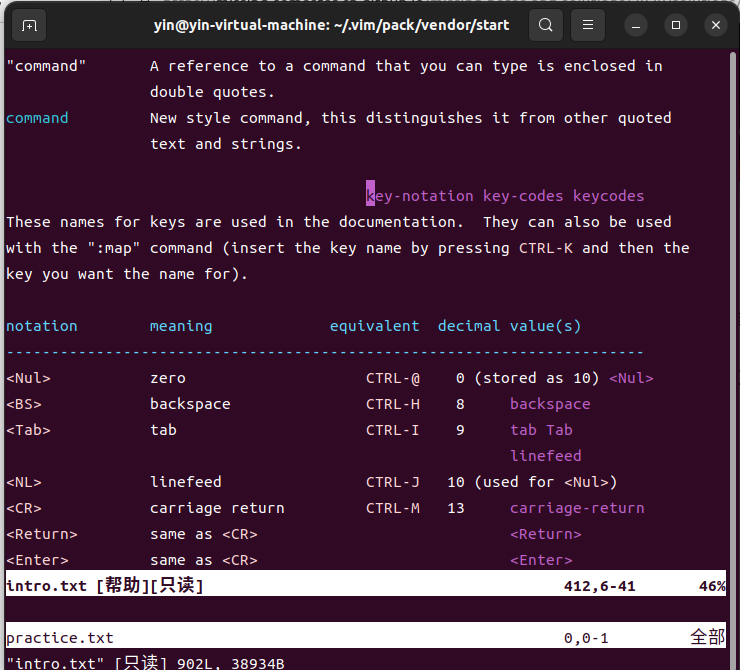 yin@yin-virtual-machine: ~/.vim/pack/vendor/start
"command" A reference to a command that you can type is enclosed in
double quotes.
command New style command, this distinguishes it from other quoted
text and strings.
key-notation key-codes keycodes
These names for keys are used in the documentation. They can also be used
with the ":map" command (insert the key name by pressing CTRL-K and then the
key you want the name for).
notation meaning equivalent decimal value(s)
-----------------------------------------------------------------------
<Nul> zero CTRL-@ 0 (stored as 10) <Nul>
<BS> backspace CTRL-H 8 backspace
<Tab> tab CTRL-I 9 tab Tab
linefeed
<NL> linefeed CTRL-J 10 (used for <Nul>)
<CR> carriage return CTRL-M 13 carriage-return
<Return> same as <CR> <Return>
<Enter> same as <CR> <Enter>
intro.txt [帮助][只读] 412,6-41 46%
practice.txt 0,0-1 全部
"intro.txt" [只读] 902L, 38934B